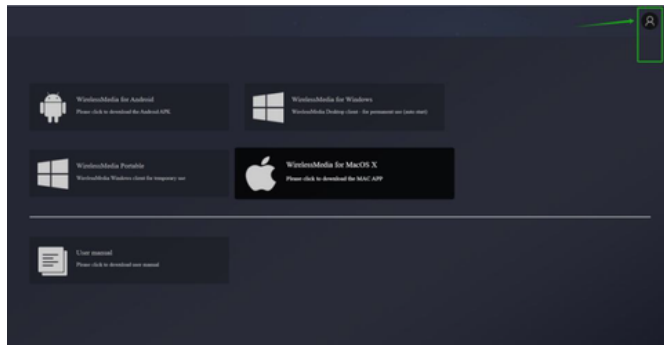 WirelessMedia for Android
Please click to download the Android APK
WirelessMedia for Windows
WirelessMedia Desktop client - for permanent use (auto start)
WirelessMedia Portable
WirelessMedia Windows client for temporary use
WirelessMedia for MacOS X
Please click to download the MAC APP
User manual
Please click to download user manual